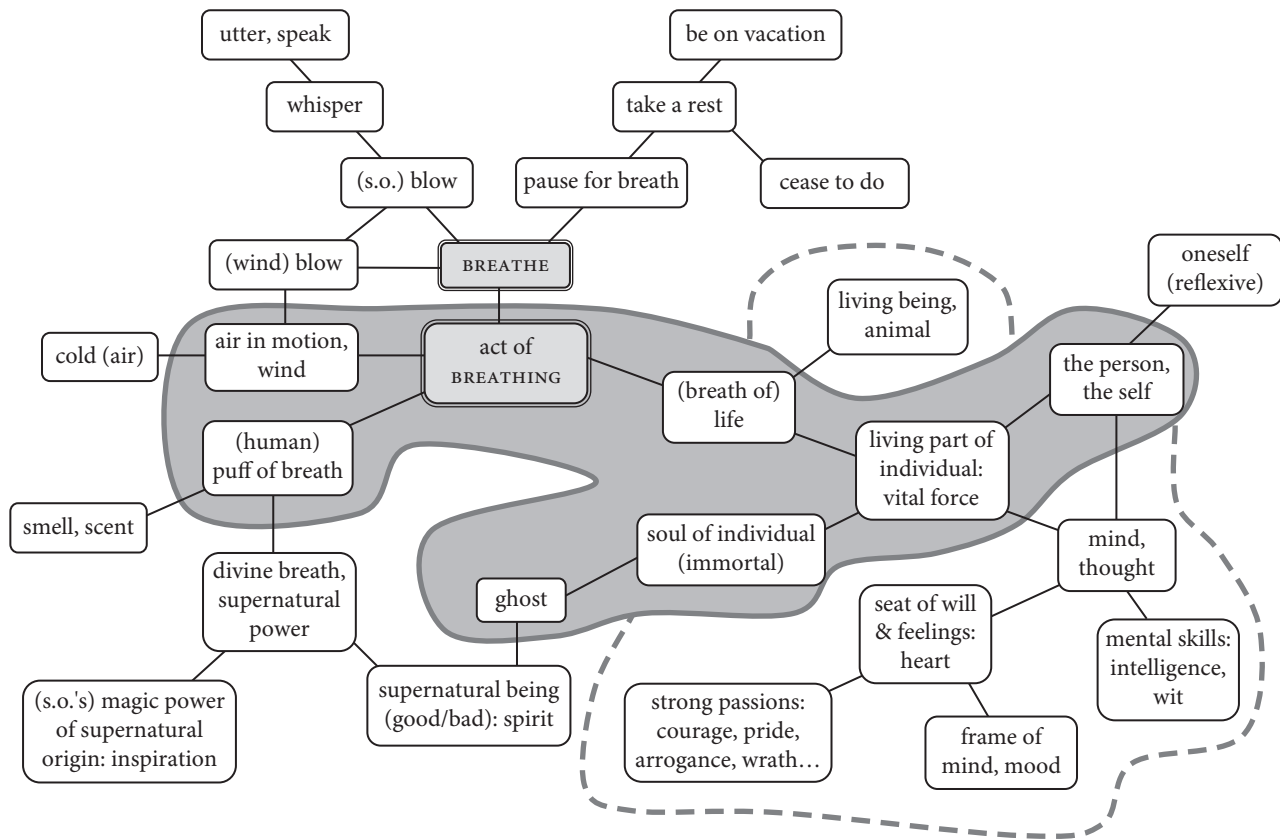 utter, speak
be on vacation
whisper
take a rest
(s.o.) blow
pause for breath
cease to do
(wind) blow
BREATHE
oneself
(reflexive)
living being,
animal
cold (air)
air in motion,
wind
act of
BREATHING
the person,
the self
(breath of)
life
(human)
puff of breath
living part of
individual:
vital force
smell, scent
soul of individual
(immortal)
mind,
thought
divine breath,
supernatural
power
ghost
seat of will
& feelings:
heart
mental skills:
intelligence,
wit
(s.o.'s) magic power
of supernatural
origin: inspiration
supernatural being
(good/bad): spirit
strong passions:
courage, pride,
arrogance, wrath…
frame of
mind, mood